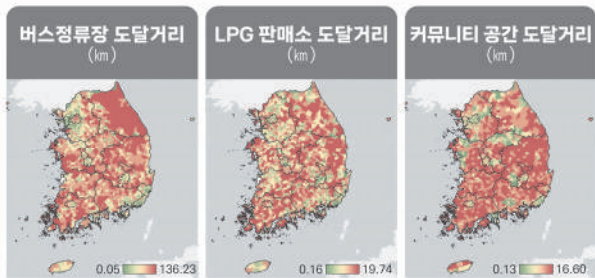 버스정류장 도달거리
(km)
LPG 판매소 도달거리
(km)
커뮤니티 공간 도달거리
(km)
0.05 136.23
0.16 19.74
0.13 16.60